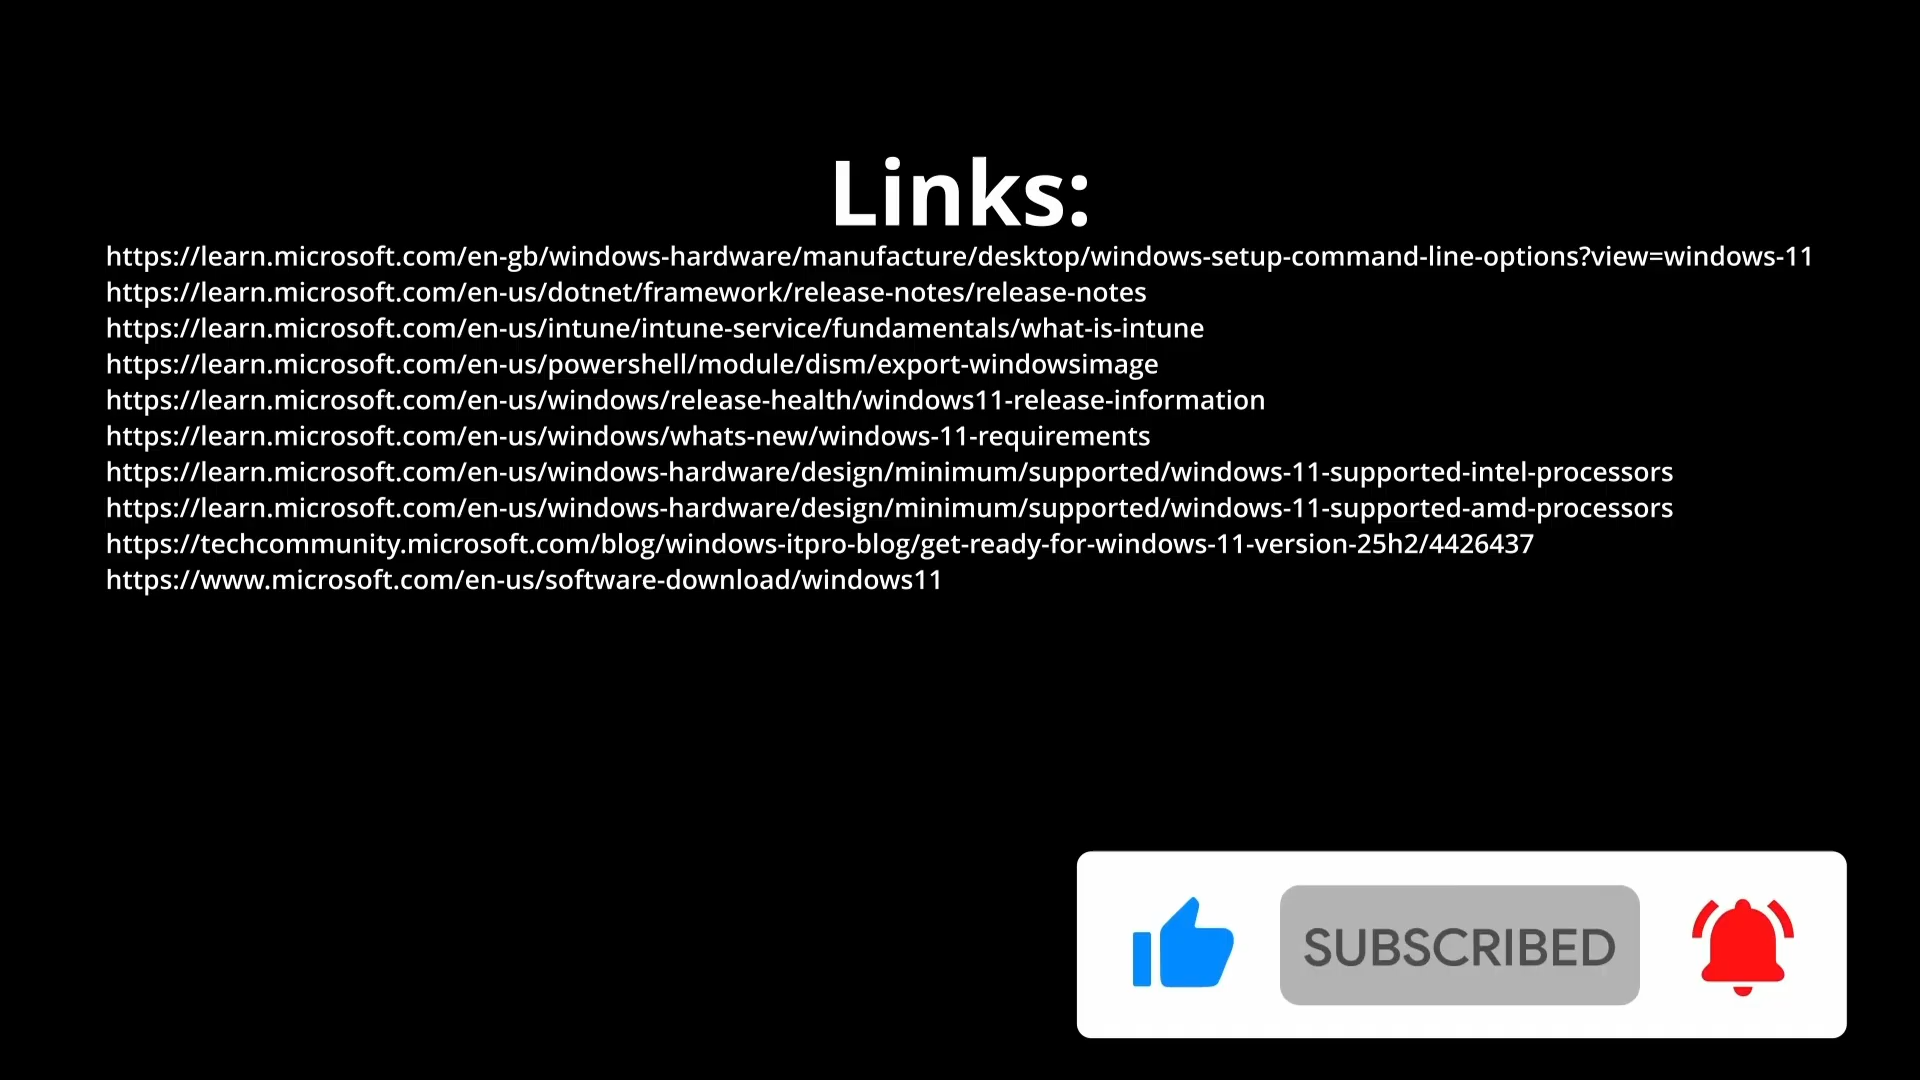 Links:
https://learn.microsoft.com/en-gb/windows-hardware/manufacture/desktop/windows-setup-command-line-options?view=windows-11
https://learn.microsoft.com/en-us/dotnet/framework/release-notes/release-notes
https://learn.microsoft.com/en-us/intune/intune-service/fundamentals/what-is-intune
https://learn.microsoft.com/en-us/powershell/module/dism/export-windowsimage
https://learn.microsoft.com/en-us/windows/release-health/windows11-release-information
https://learn.microsoft.com/en-us/windows/whats-new/windows-11-requirements
https://learn.microsoft.com/en-us/windows-hardware/design/minimum/supported/windows-11-supported-intel-processors
https://learn.microsoft.com/en-us/windows-hardware/design/minimum/supported/windows-11-supported-amd-processors
https://techcommunity.microsoft.com/blog/windows-itpro-blog/get-ready-for-windows-11-version-25h2/4426437
https://www.microsoft.com/en-us/software-download/windows11
SUBSCRIBED